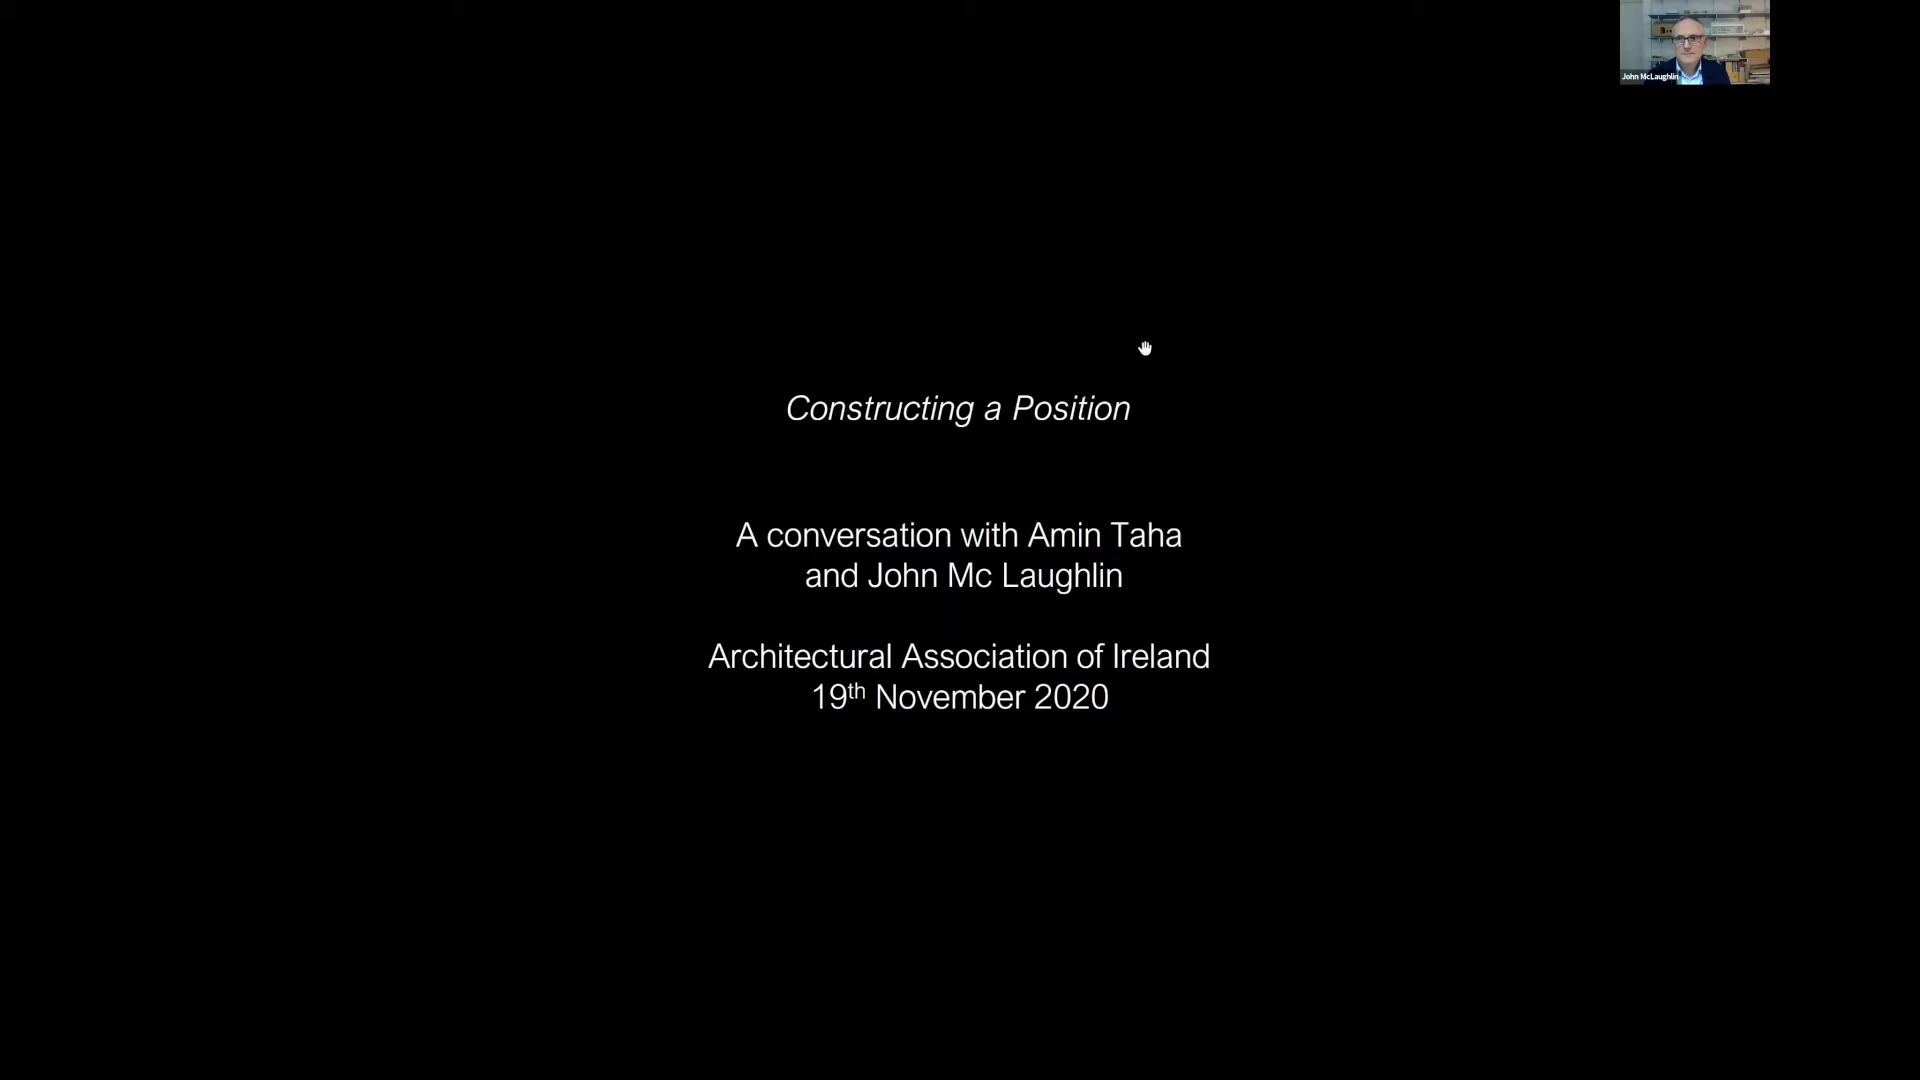 John McLaughlin
Constructing a Position
A conversation with Amin Taha
and John Mc Laughlin
Architectural Association of Ireland
19th November 2020